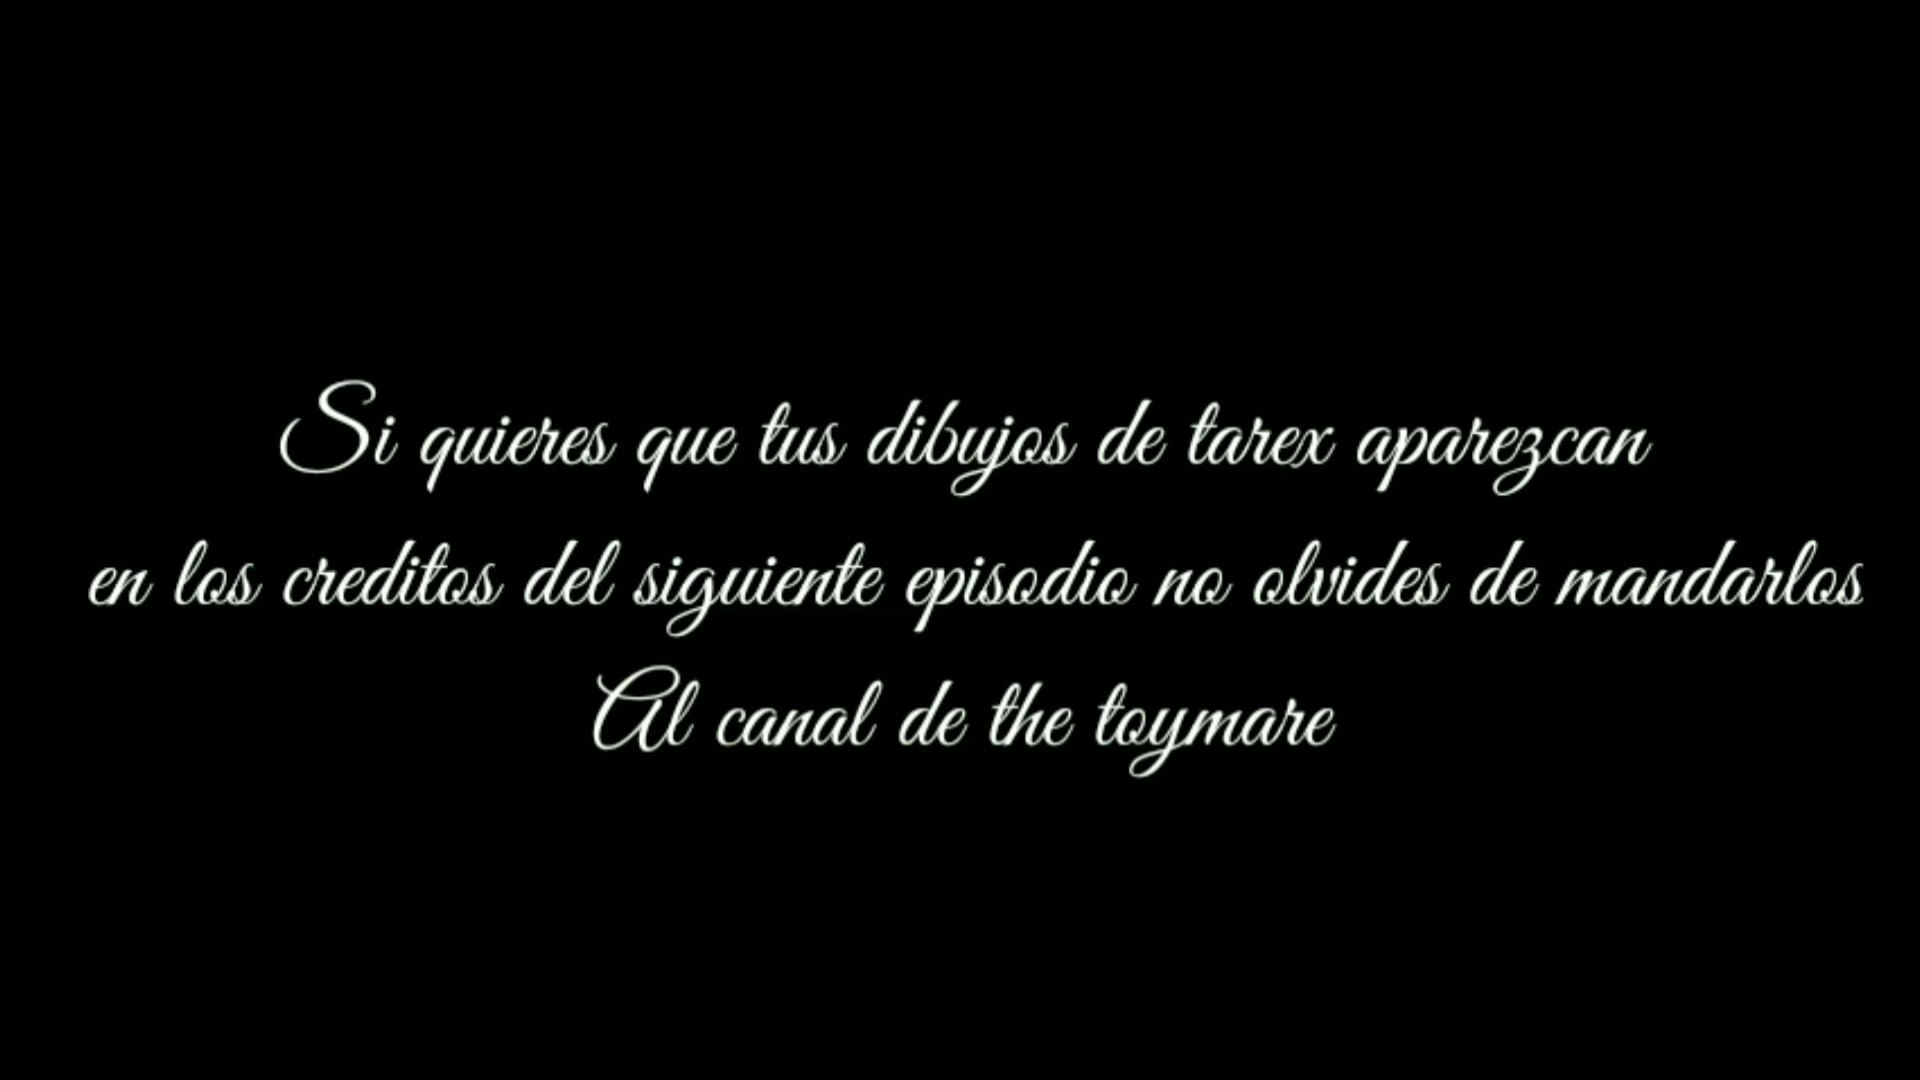 Si quieres que tus dibujos de tarex aparezcan
en los creditos del siguiente episodio no olvides de mandarlos
Al canal de the toymare